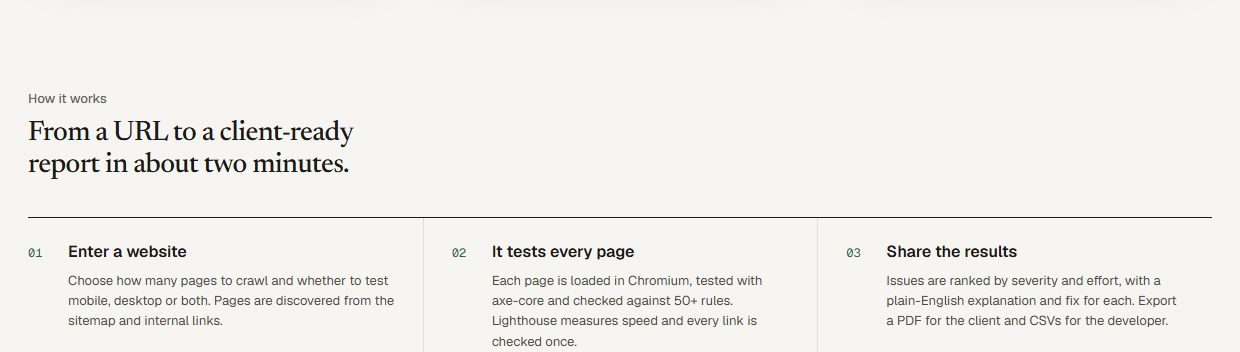 How it works
From a URL to a client-ready
report in about two minutes.
01
Enter a website
Choose how many pages to crawl and whether to test
mobile, desktop or both. Pages are discovered from the
sitemap and internal links.
02
It tests every page
Each page is loaded in Chromium, tested with
axe-core and checked against 50+ rules.
Lighthouse measures speed and every link is
checked once.
03
Share the results
Issues are ranked by severity and effort, with a
plain-English explanation and fix for each. Export
a PDF for the client and CSVs for the developer.